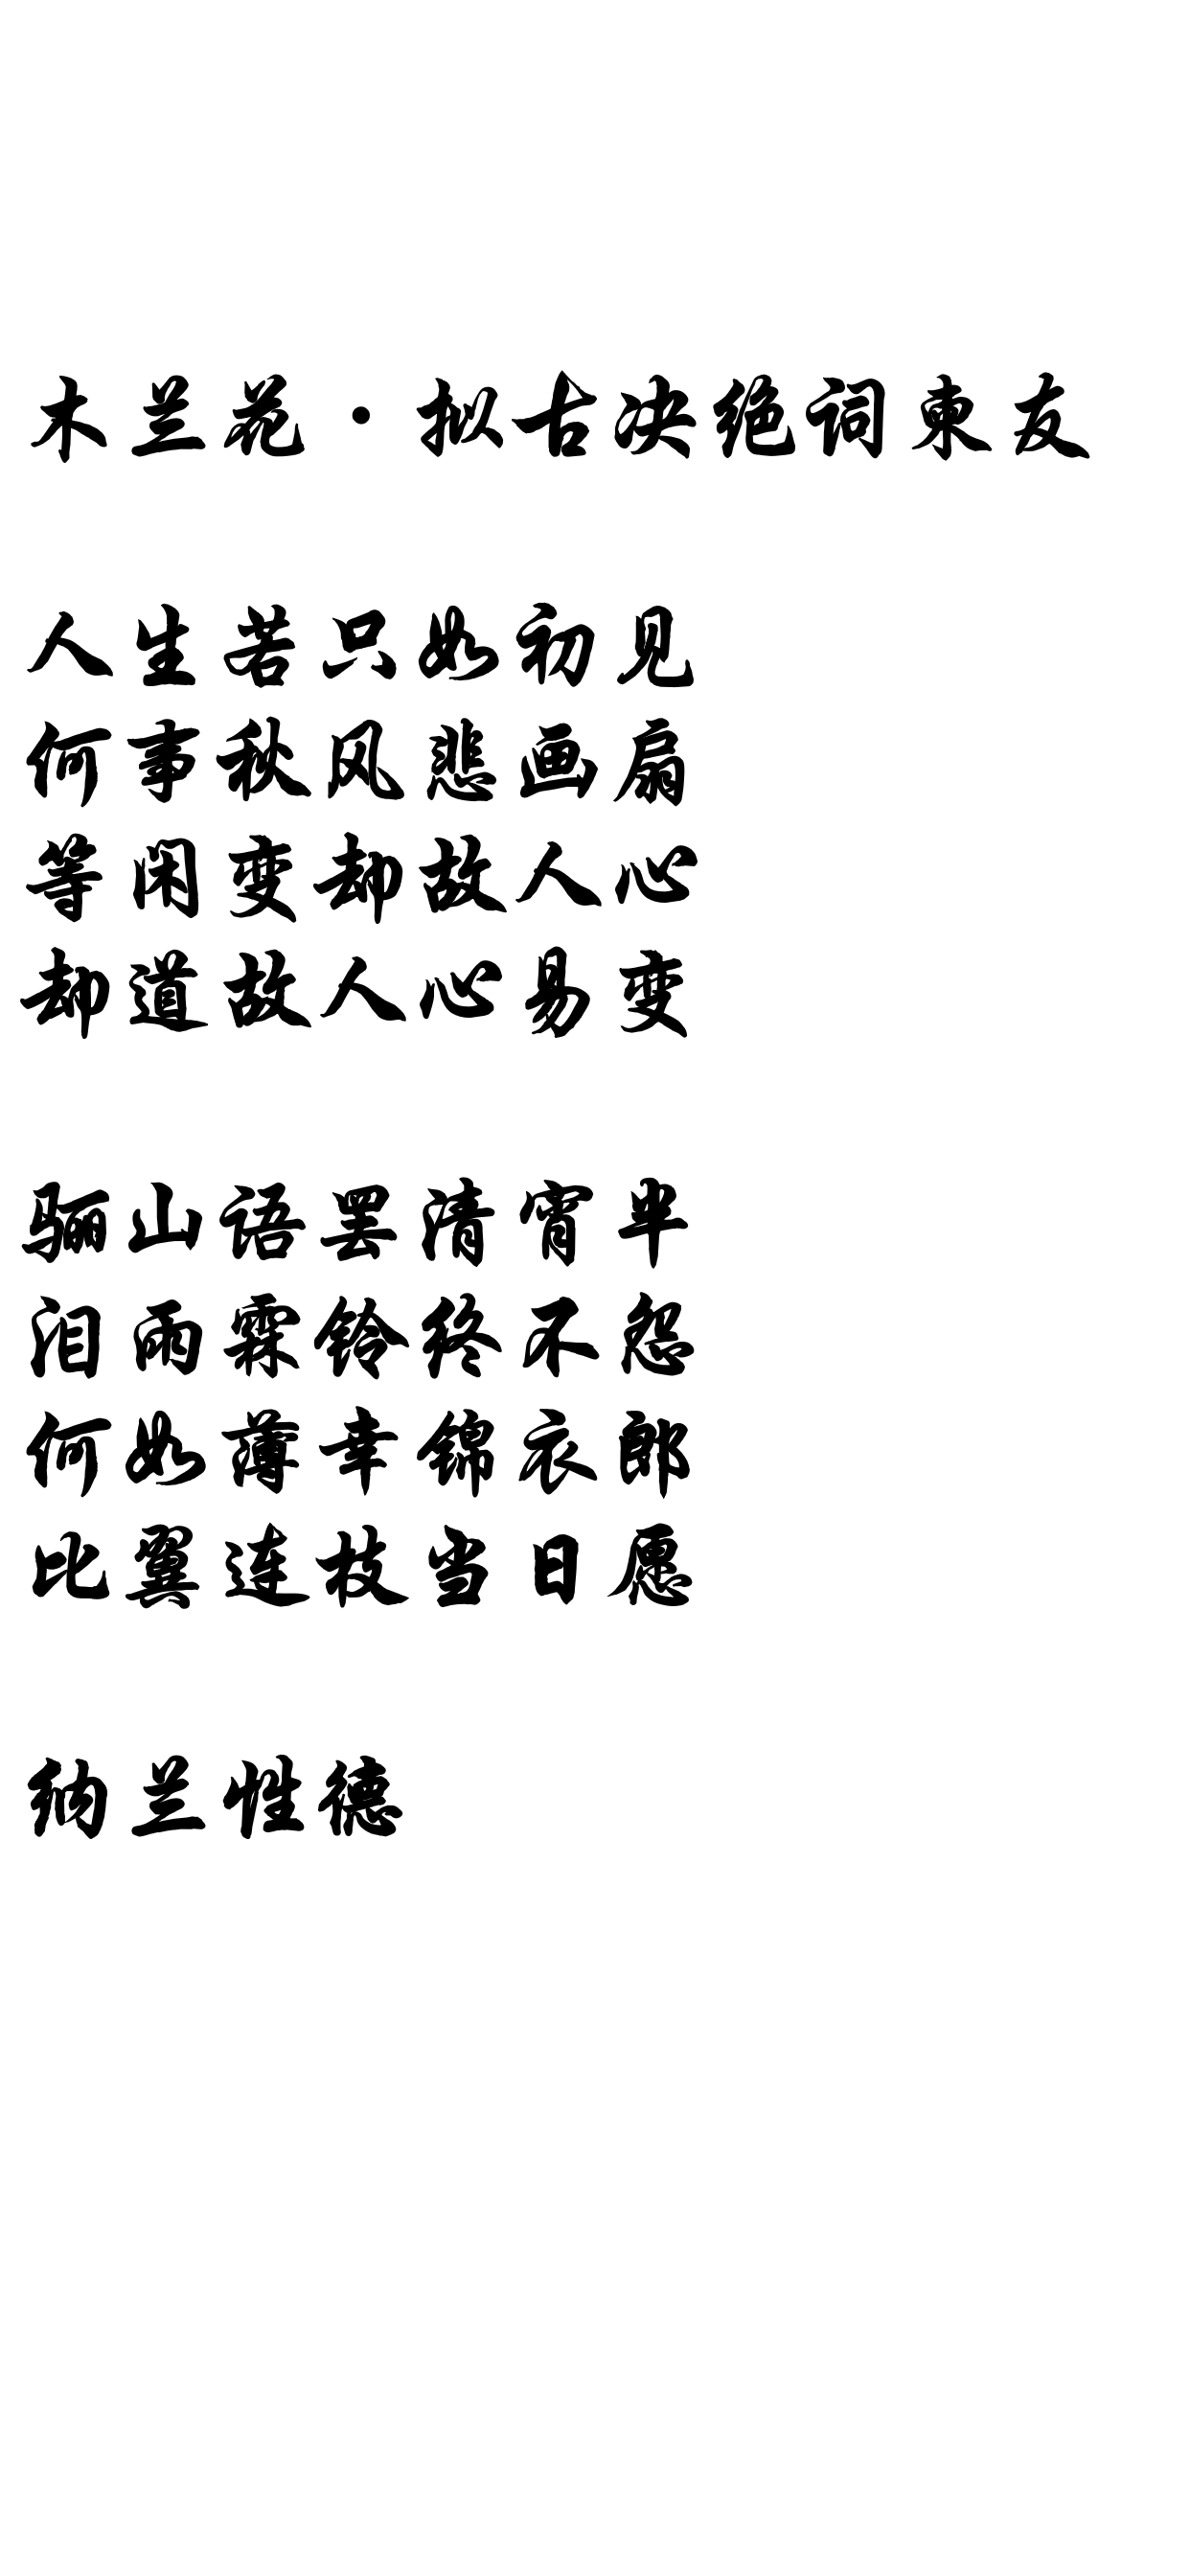 木兰花·拟古决绝词柬友
人生若只如初见
何事秋风悲画扇
等闲变却故人心
却道故人心易变
骊山语罢清宵半
泪雨霖铃终不怨
何如薄幸锦衣郎
比翼连枝当日愿
纳兰性德